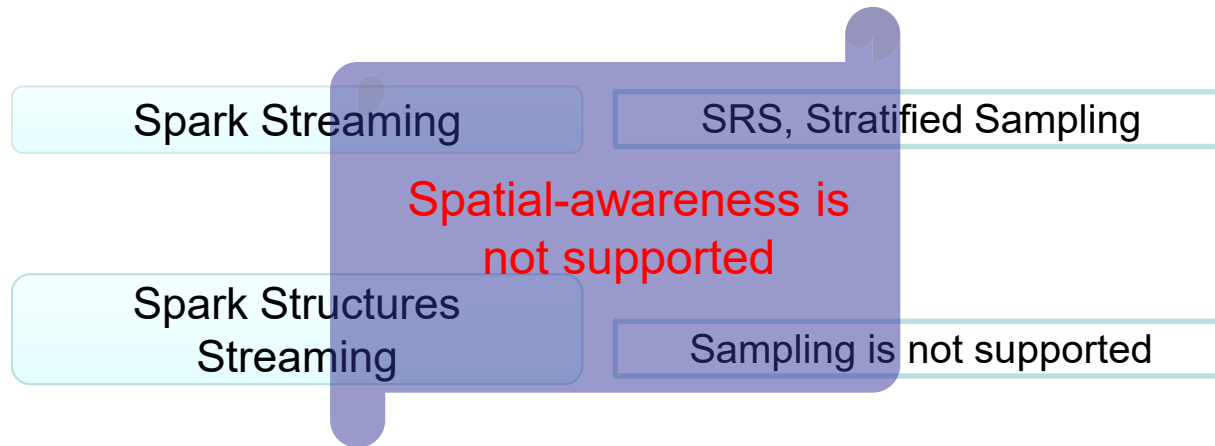 Spark Streaming
SRS, Stratified Sampling
Spatial-awareness is
not supported
Spark Structures
Streaming
Sampling is not supported